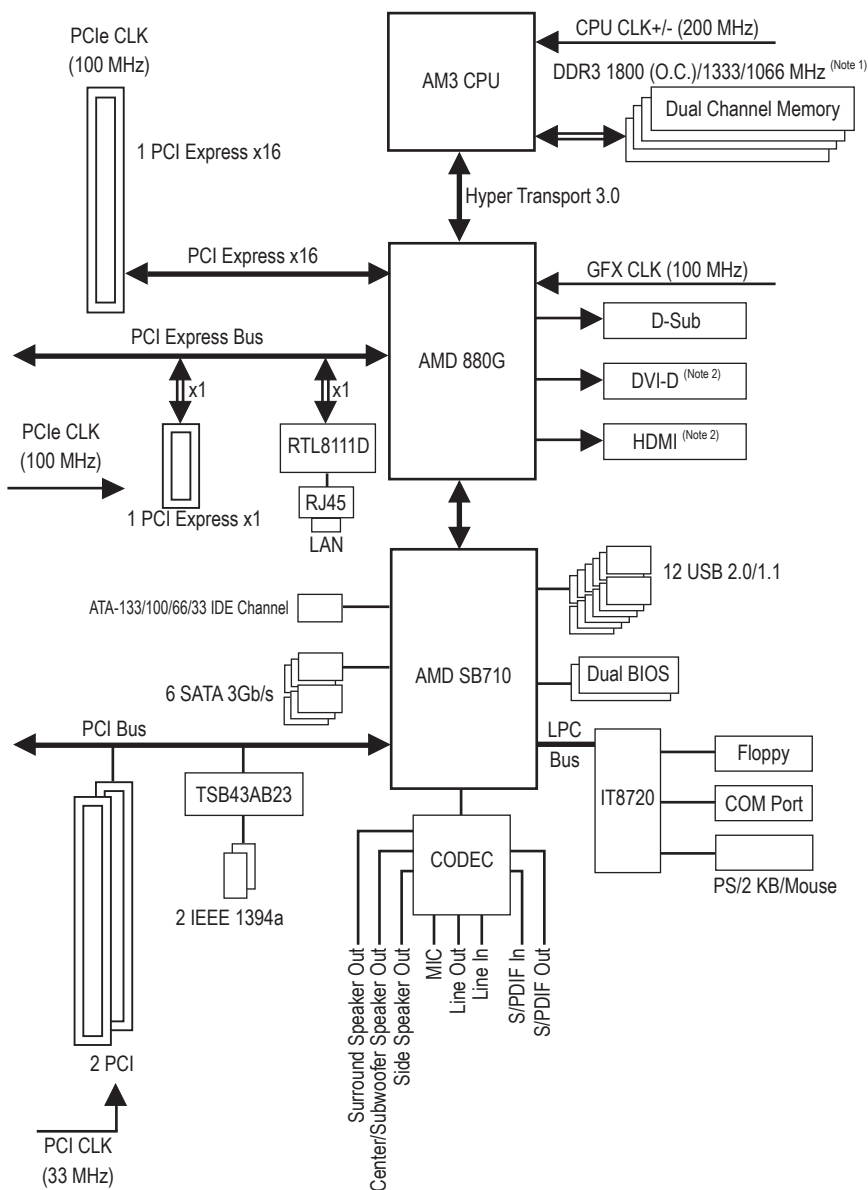 PCIe CLK
(100 MHz)
1 PCI Express x16
AM3 CPU
CPU CLK+/- (200 MHz)
DDR3 1800 (O.C.)/1333/1066 MHz (Note 1)
Dual Channel Memory
Hyper Transport 3.0
PCI Express x16
GFX CLK (100 MHz)
PCI Express Bus
AMD 880G
D-Sub
DVI-D (Note 2)
HDMI (Note 2)
x1
x1
PCIe CLK
(100 MHz)
RTL8111D
RJ45
LAN
1 PCI Express x1
12 USB 2.0/1.1
ATA-133/100/66/33 IDE Channel
AMD SB710
Dual BIOS
6 SATA 3Gb/s
PCI Bus
LPC
Bus
IT8720
Floppy
COM Port
PS/2 KB/Mouse
TSB43AB23
2 IEEE 1394a
CODEC
Surround Speaker Out
Center/Subwoofer Speaker Out
Side Speaker Out
MIC
Line Out
Line In
S/PDIF In
S/PDIF Out
2 PCI
PCI CLK
(33 MHz)